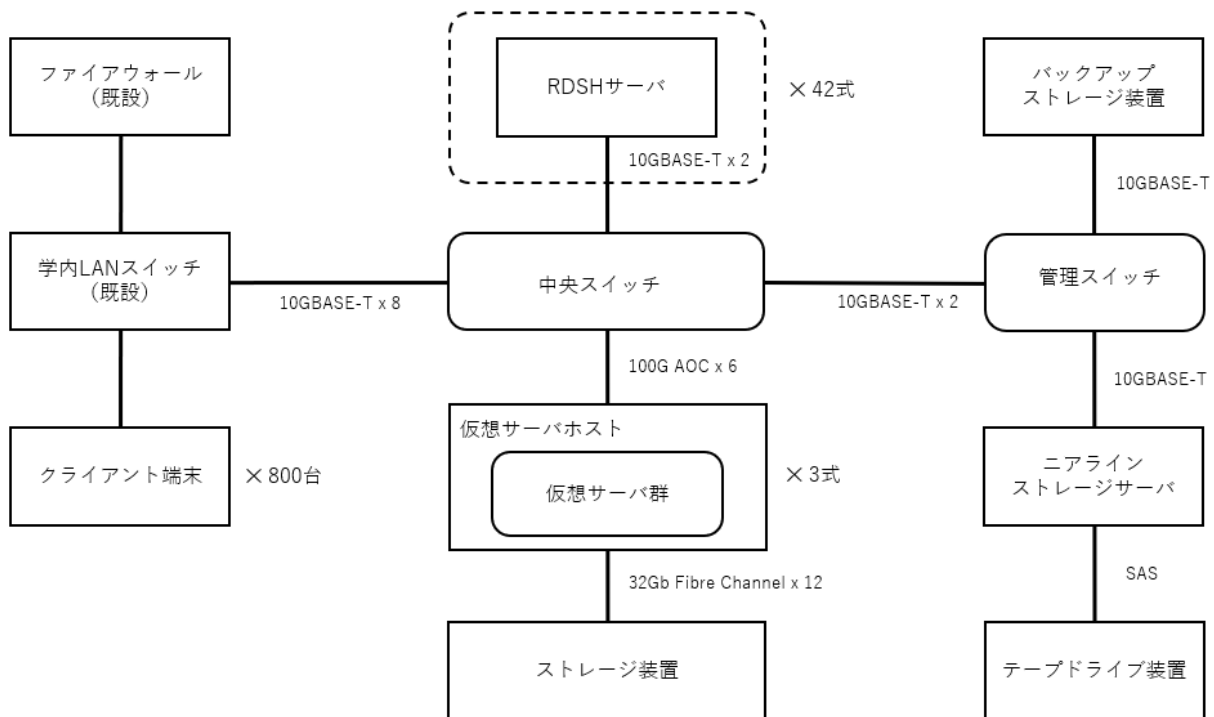 ファイアウォール
(既設)
RDSHサーバ
×42式
バックアップ
ストレージ装置
10GBASE-T x 2
10GBASE-T
学内LANスイッチ
(既設)
中央スイッチ
管理スイッチ
10GBASE-T x 8
10GBASE-T x 2
100G AOC x 6
10GBASE-T
仮想サーバホスト
クライアント端末
×800台
仮想サーバ群
×3式
ニアライン
ストレージサーバ
32Gb Fibre Channel x 12
SAS
ストレージ装置
テープドライブ装置